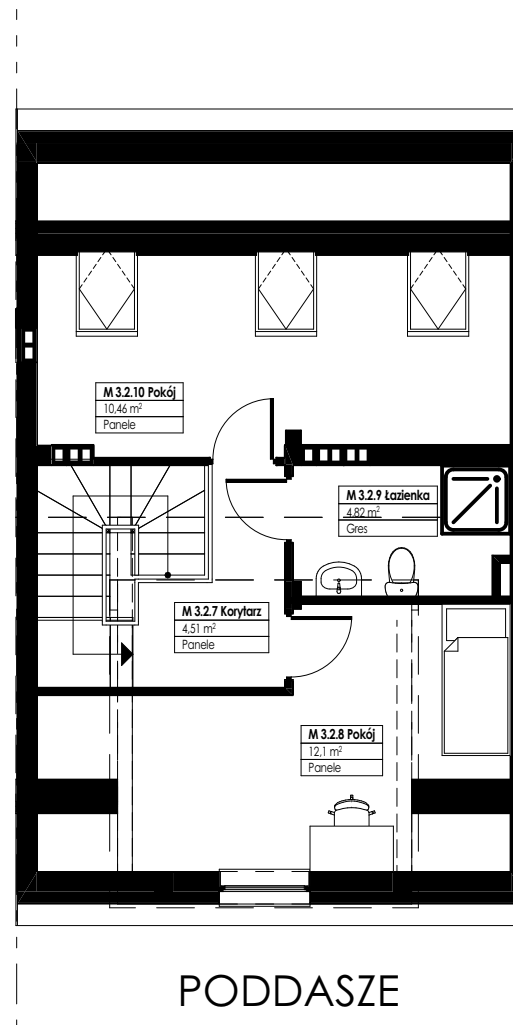 M 3.2.10 Pokój
10,46 m²
Panele
M 3.2.9 Łazienka
4,82 m²
Gres
M 3.2.7 Korytarz
4,51 m²
Panele
M 3.2.8 Pokój
12,1 m²
Panele
PODDASZE